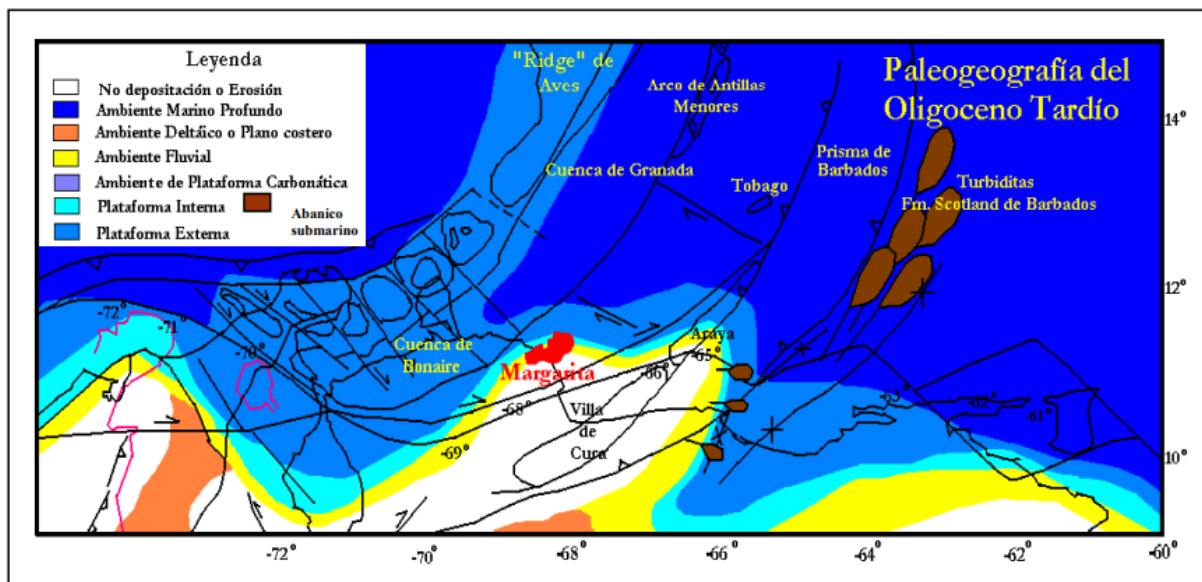 Leyenda
No depositación o Erosión
Ambiente Marino Profundo
Ambiente Deltáico o Plano costero
Ambiente Fluvial
Ambiente de Plataforma Carbonática
Plataforma Interna
Abanico
submarino
Plataforma Externa
"Ridge" de
Aves
Arco de Antillas
Menores
Paleogeografía del
Oligoceno Tardío
14°
Cuenca de Granada
Prisma de
Barbados
Tobago
Turbiditas
Fm. Scotland de Barbados
12°
-72°
-71°
-70°
Cuenca de
Bonaire
Margarita
Araya
-65°
-66°
-68°
-69°
Villa
de
Cura
-63°
-62°
-61°
10°
-72°
-70°
-68°
-66°
-64°
-62°
-60°